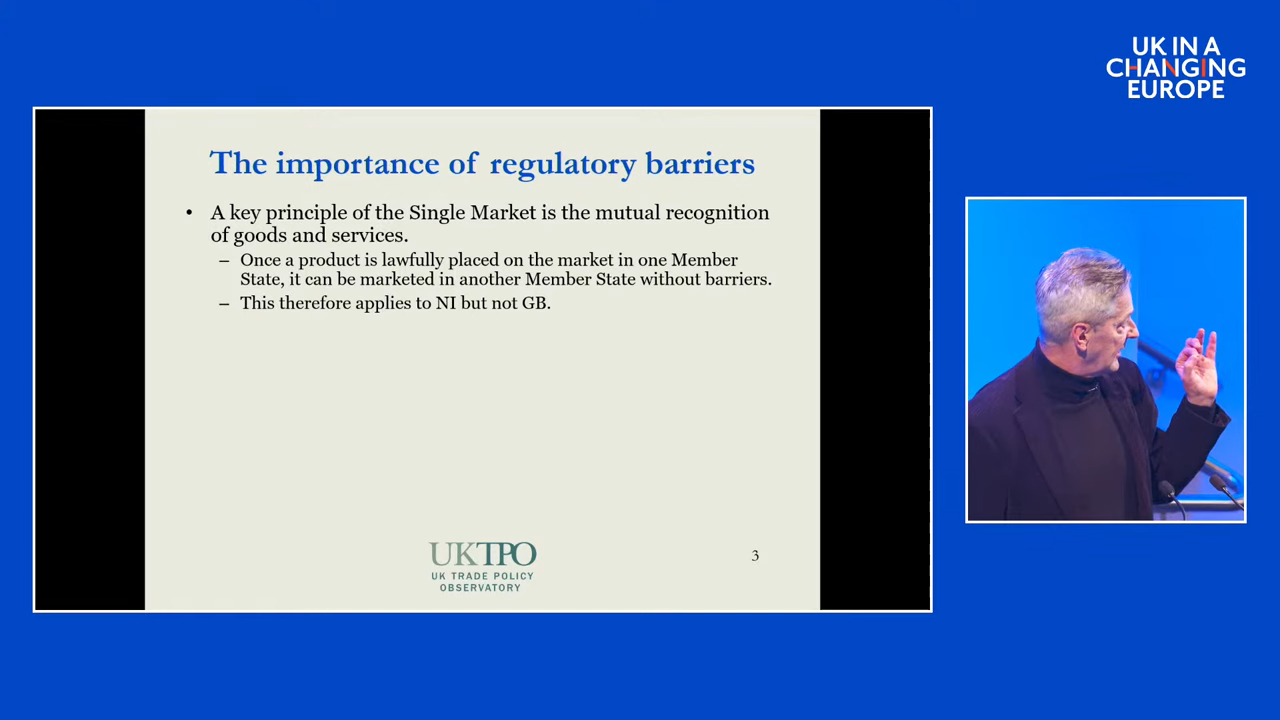 UK IN A
CHANGING
EUROPE
The importance of regulatory barriers
• A key principle of the Single Market is the mutual recognition
of goods and services.
– Once a product is lawfully placed on the market in one Member
State, it can be marketed in another Member State without barriers.
– This therefore applies to NI but not GB.
UKTPO
UK TRADE POLICY
OBSERVATORY
3